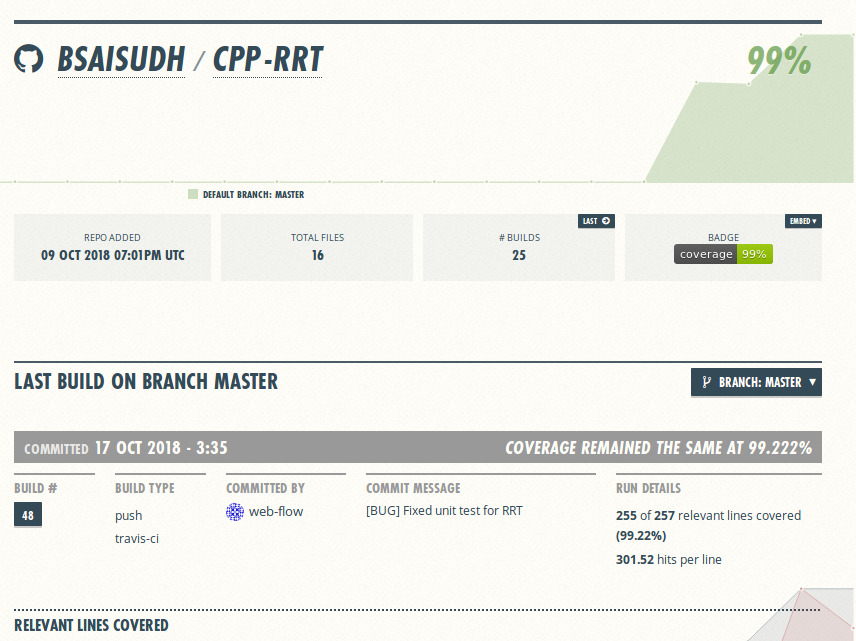 BSAISUDH / CPP-RRT 99%
DEFAULT BRANCH: MASTER
REPO ADDED
09 OCT 2018 07:01PM UTC
TOTAL FILES
16
LAST
# BUILDS
25
EMBED ▾
BADGE
coverage 99%
LAST BUILD ON BRANCH MASTER
BRANCH: MASTER ▼
COMMITTED 17 OCT 2018 - 3:35
COVERAGE REMAINED THE SAME AT 99.222%
BUILD #
48
BUILD TYPE
push
travis-ci
COMMITTED BY
web-flow
COMMIT MESSAGE
[BUG] Fixed unit test for RRT
RUN DETAILS
255 of 257 relevant lines covered
(99.22%)
301.52 hits per line
RELEVANT LINES COVERED